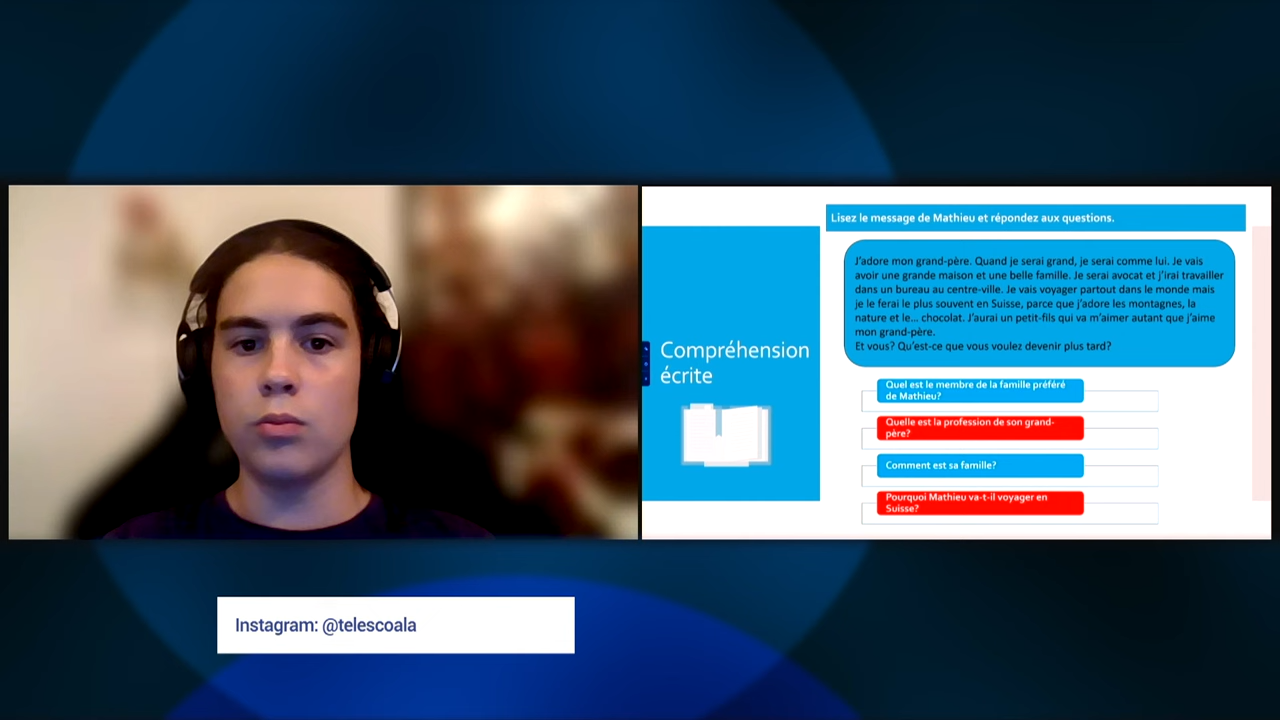 Lisez le message de Mathieu et répondez aux questions.
J'adore mon grand-père. Quand je serai grand, je serai comme lui. Je vais
avoir une grande maison et une belle famille. Je serai avocat et j'irai travailler
dans un bureau au centre-ville. Je vais voyager partout dans le monde mais
je le ferai le plus souvent en Suisse, parce que j'adore les montagnes, la
nature et le... chocolat. J'aurai un petit-fils qui va m'aimer autant que j'aime
mon grand-père.
Et vous? Qu'est-ce que vous voulez devenir plus tard?
Compréhension
écrite
Quel est le membre de la famille préféré
de Mathieu?
Quelle est la profession de son grand-
père?
Comment est sa famille?
Pourquoi Mathieu va-t-il voyager en
Suisse?
Instagram: @telescoala